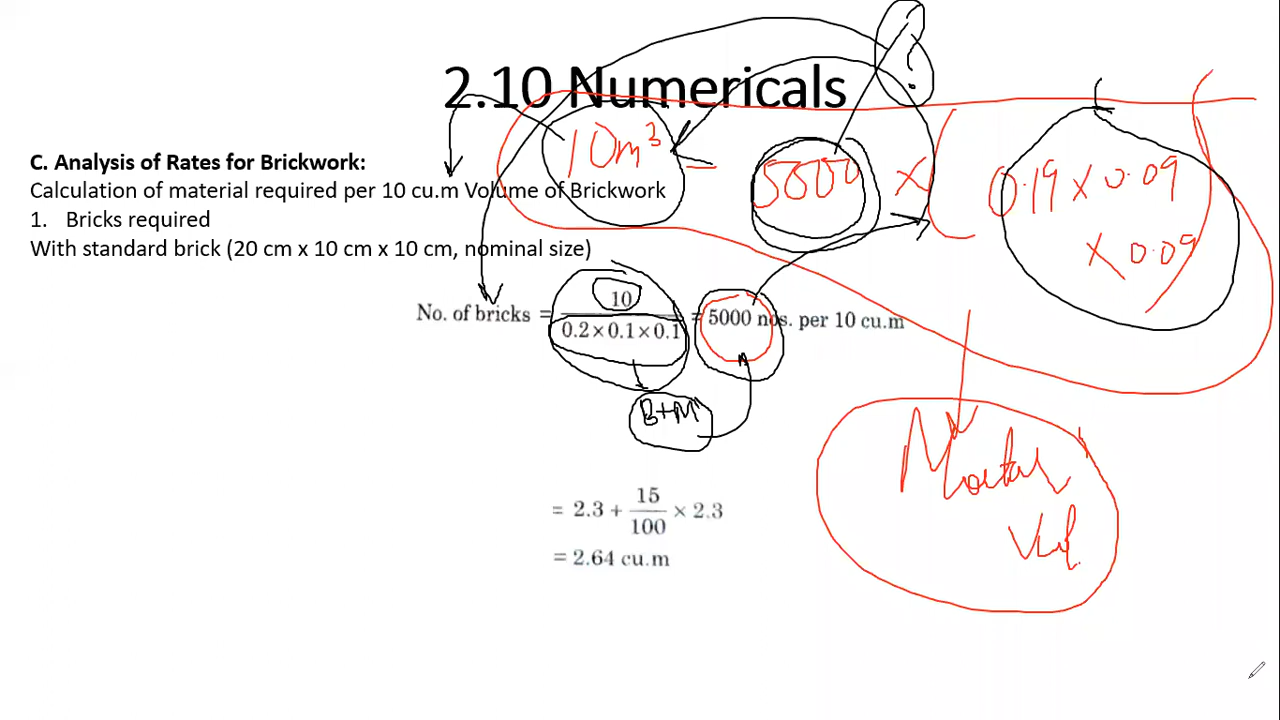 2.10 Numericals
10m³ = 5000 × ( 0.19 × 0.09
× 0.09
C. Analysis of Rates for Brickwork:
Calculation of material required per 10 cu.m Volume of Brickwork
1. Bricks required
With standard brick (20 cm x 10 cm x 10 cm, nominal size)
No. of bricks = 10 / 0.2×0.1×0.1 = 5000 nos. per 10 cu.m
B+M
Mortar
= 2.3 + 15/100 × 2.3
= 2.64 cu.m